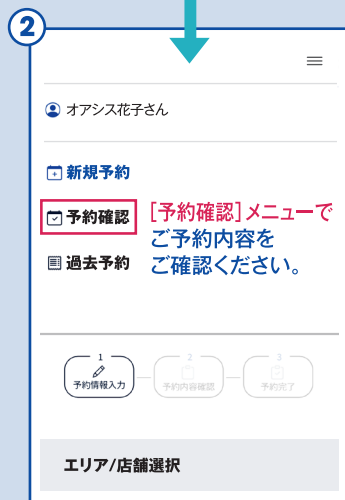 2
オアシス花子さん
新規予約
予約確認
[予約確認]メニューで
ご予約内容を
ご確認ください。
過去予約
1
予約情報入力
2
予約内容確認
3
予約完了
エリア/店舗選択